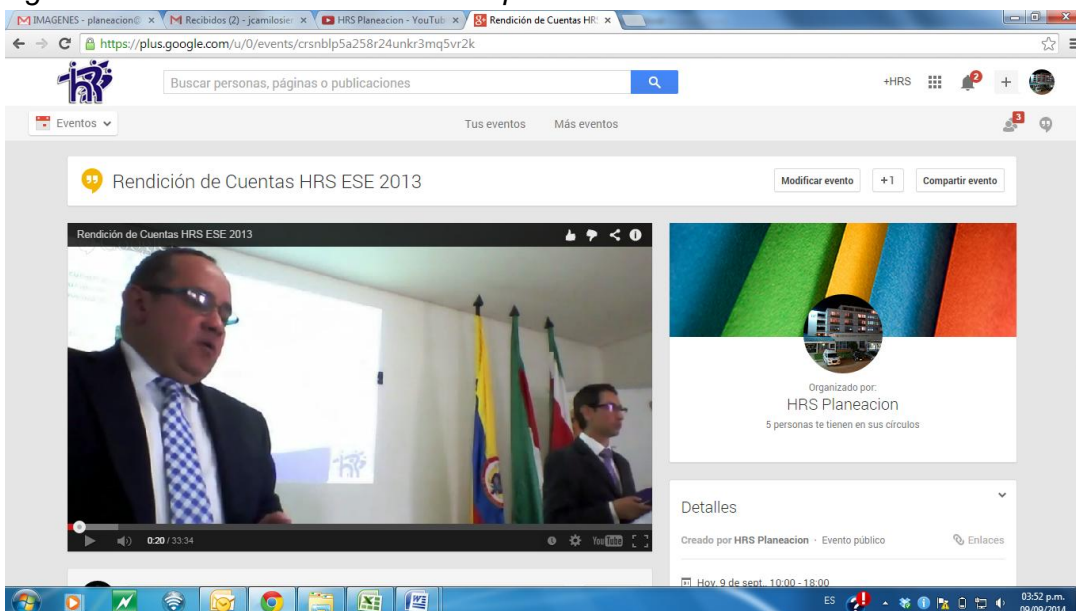 IMAGENES - planeacion@
Recibidos (2) - jcamilosier
HRS Planeacion - YouTub
Rendición de Cuentas HR
https://plus.google.com/u/0/events/crsnblp5a258r24unkr3mq5vr2k
Buscar personas, páginas o publicaciones
+HRS
2
+
Eventos
Tus eventos
Más eventos
3
Rendición de Cuentas HRS ESE 2013
Modificar evento
+1
Compartir evento
Rendición de Cuentas HRS ESE 2013
Organizado por:
HRS Planeacion
5 personas te tienen en sus círculos
0:20 / 33:34
YouTube
Detalles
Creado por HRS Planeacion · Evento público
Enlaces
Hoy, 9 de sept., 10:00 - 18:00
ES
03:52 p.m.
09/09/2014